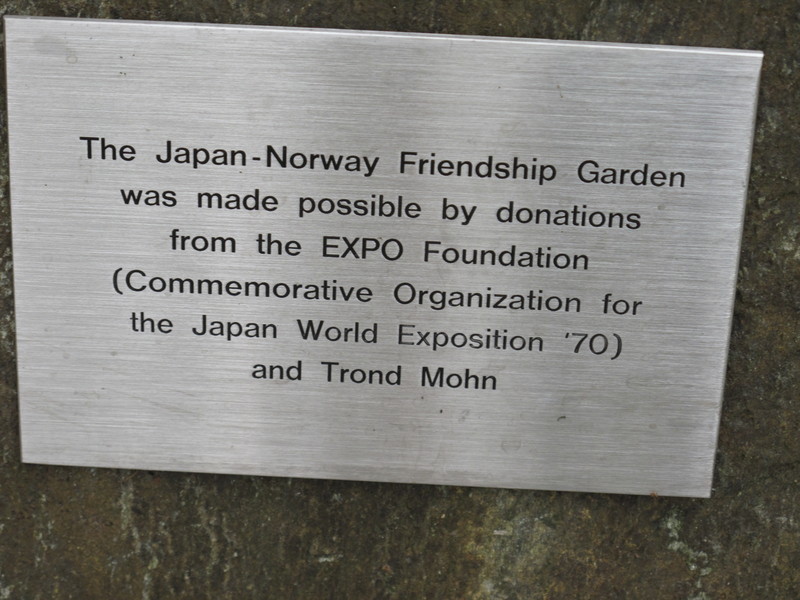 The Japan-Norway Friendship Garden
was made possible by donations
from the EXPO Foundation
(Commemorative Organization for
the Japan World Exposition '70)
and Trond Mohn